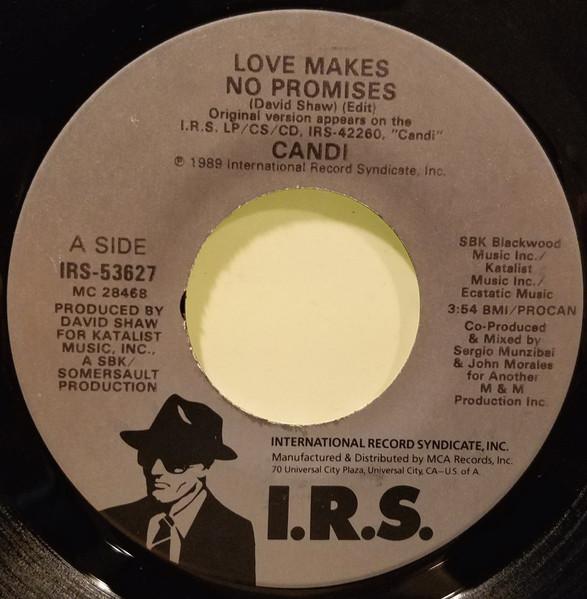 LOVE MAKES
NO PROMISES
(David Shaw) (Edit)
Original version appears on the
I.R.S. LP/CS/CD, IRS-42260, "Candi"
CANDI
℗ 1989 International Record Syndicate, Inc.
A SIDE
IRS-53627
MC 28468
PRODUCED BY
DAVID SHAW
FOR KATALIST
MUSIC, INC.,
A SBK/
SOMERSAULT
PRODUCTION
SBK Blackwood
Music Inc./
Katalist
Music Inc./
Ecstatic Music
3:54 BMI/PROCAN
Co-Produced
& Mixed by
Sergio Munzibai
& John Morales
for Another
M & M
Production Inc.
INTERNATIONAL RECORD SYNDICATE, INC.
Manufactured & Distributed by MCA Records, Inc.
70 Universal City Plaza, Universal City, CA–U.S. of A.
I.R.S.